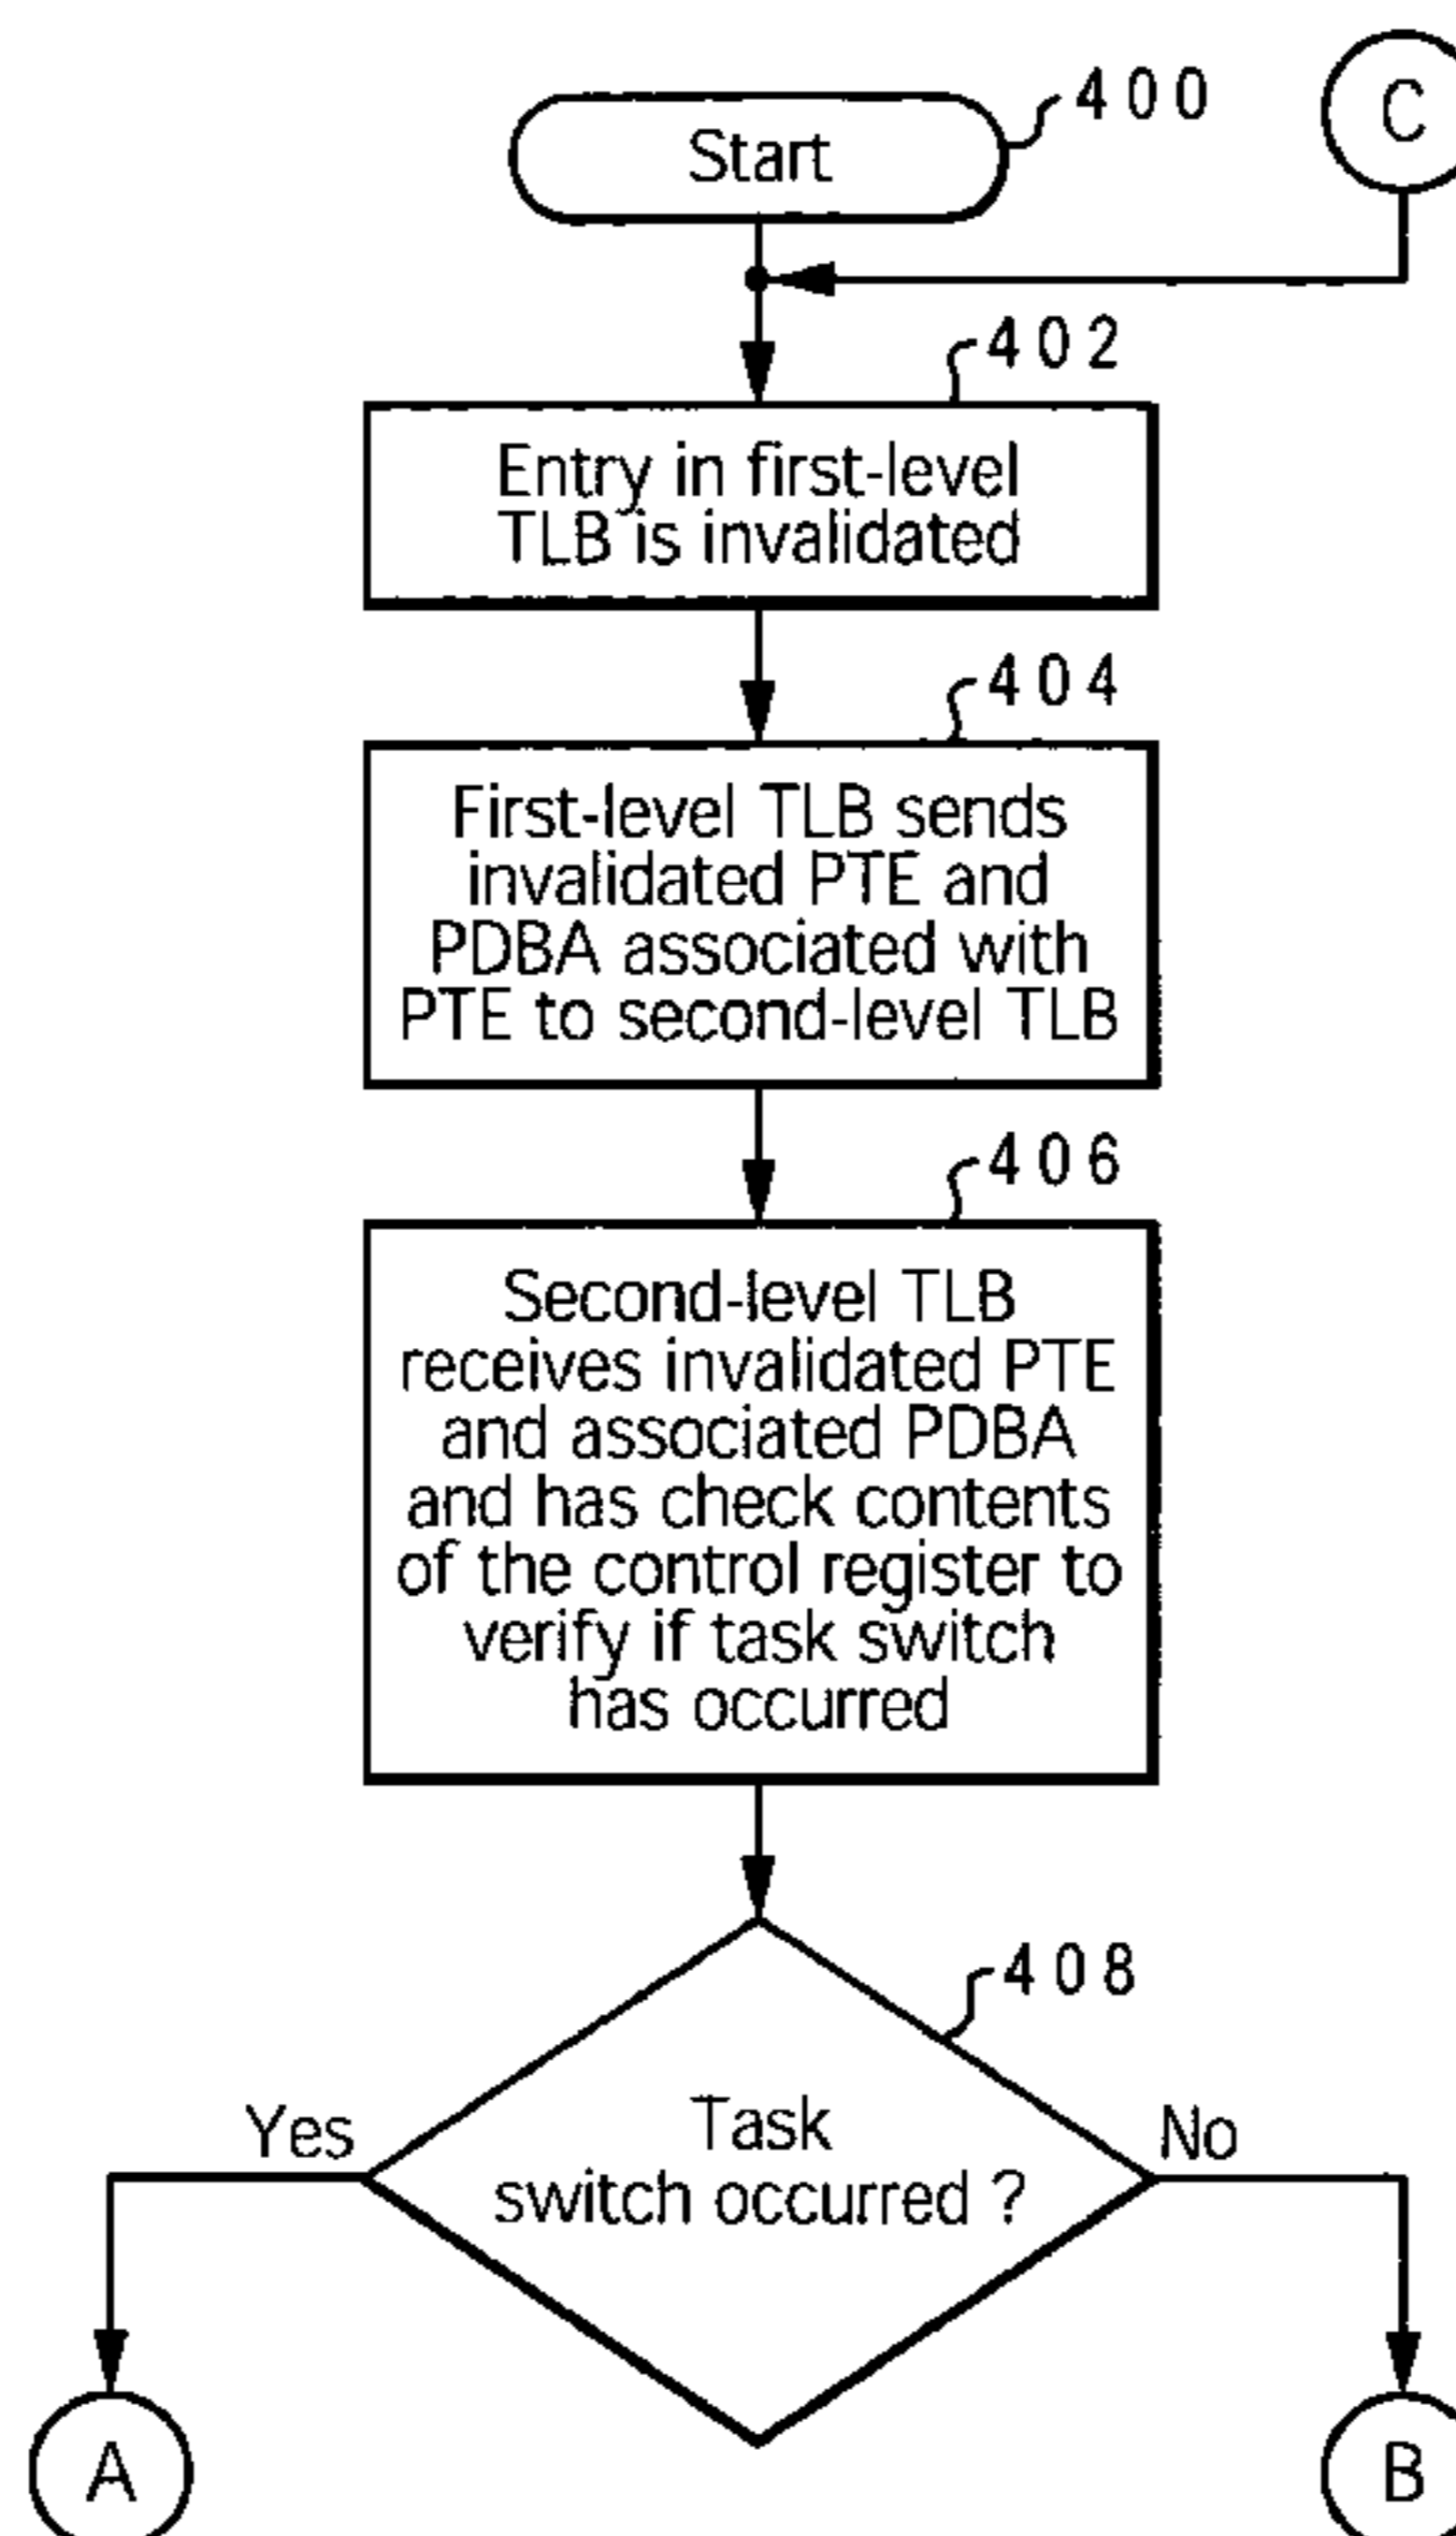 400
C
Start
402
Entry in first-level
TLB is invalidated
404
First-level TLB sends
invalidated PTE and
PDBA associated with
PTE to second-level TLB
406
Second-level TLB
receives invalidated PTE
and associated PDBA
and has check contents
of the control register to
verify if task switch
has occurred
408
Yes
Task
No
switch occurred ?
A
B